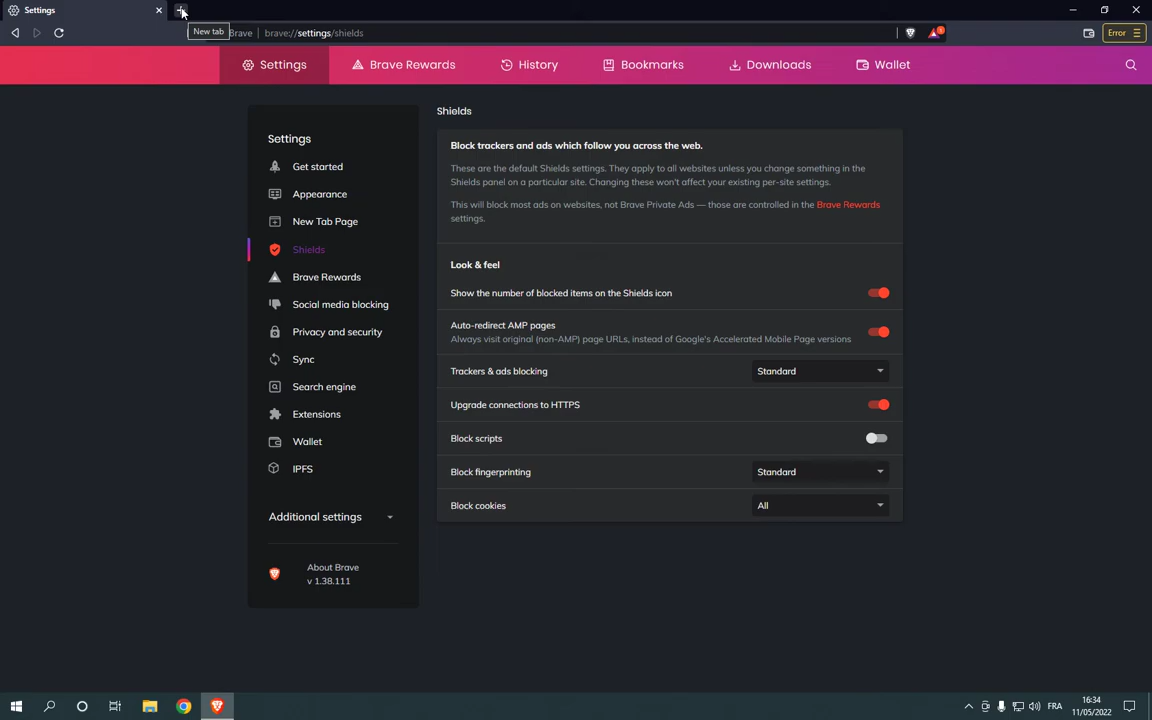 Settings
New tab
Brave
brave://settings/shields
1
Error
Settings
Brave Rewards
History
Bookmarks
Downloads
Wallet
Settings
Get started
Appearance
New Tab Page
Shields
Brave Rewards
Social media blocking
Privacy and security
Sync
Search engine
Extensions
Wallet
IPFS
Additional settings
About Brave
v 1.38.111
Shields
Block trackers and ads which follow you across the web.
These are the default Shields settings. They apply to all websites unless you change something in the
Shields panel on a particular site. Changing these won't affect your existing per-site settings.
This will block most ads on websites, not Brave Private Ads — those are controlled in the Brave Rewards
settings.
Look & feel
Show the number of blocked items on the Shields icon
Auto-redirect AMP pages
Always visit original (non-AMP) page URLs, instead of Google's Accelerated Mobile Page versions
Trackers & ads blocking
Standard
Upgrade connections to HTTPS
Block scripts
Block fingerprinting
Standard
Block cookies
All
FRA
16:34
11/05/2022